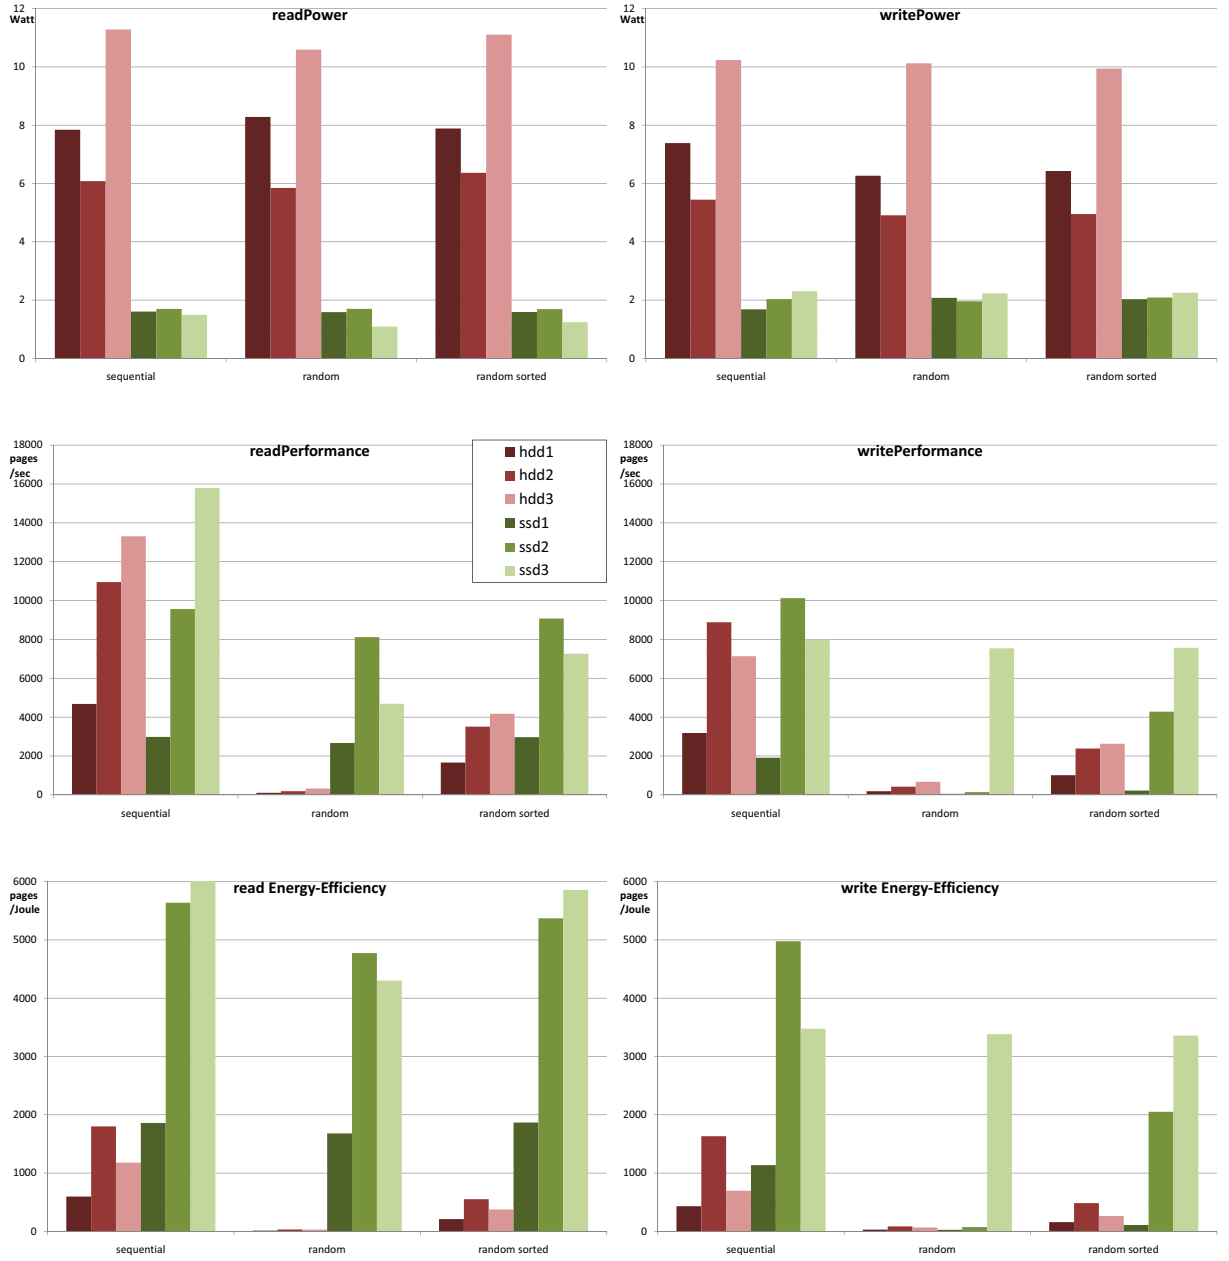 readPower
12
Watt
10
8
6
4
2
0
sequential
random
random sorted
writePower
12
Watt
10
8
6
4
2
0
sequential
random
random sorted
readPerformance
18000
pages
/sec
16000
14000
12000
10000
8000
6000
4000
2000
0
sequential
random
random sorted
hdd1
hdd2
hdd3
ssd1
ssd2
ssd3
writePerformance
18000
pages
/sec
16000
14000
12000
10000
8000
6000
4000
2000
0
sequential
random
random sorted
read Energy-Efficiency
6000
pages
/Joule
5000
4000
3000
2000
1000
0
sequential
random
random sorted
write Energy-Efficiency
6000
pages
/Joule
5000
4000
3000
2000
1000
0
sequential
random
random sorted